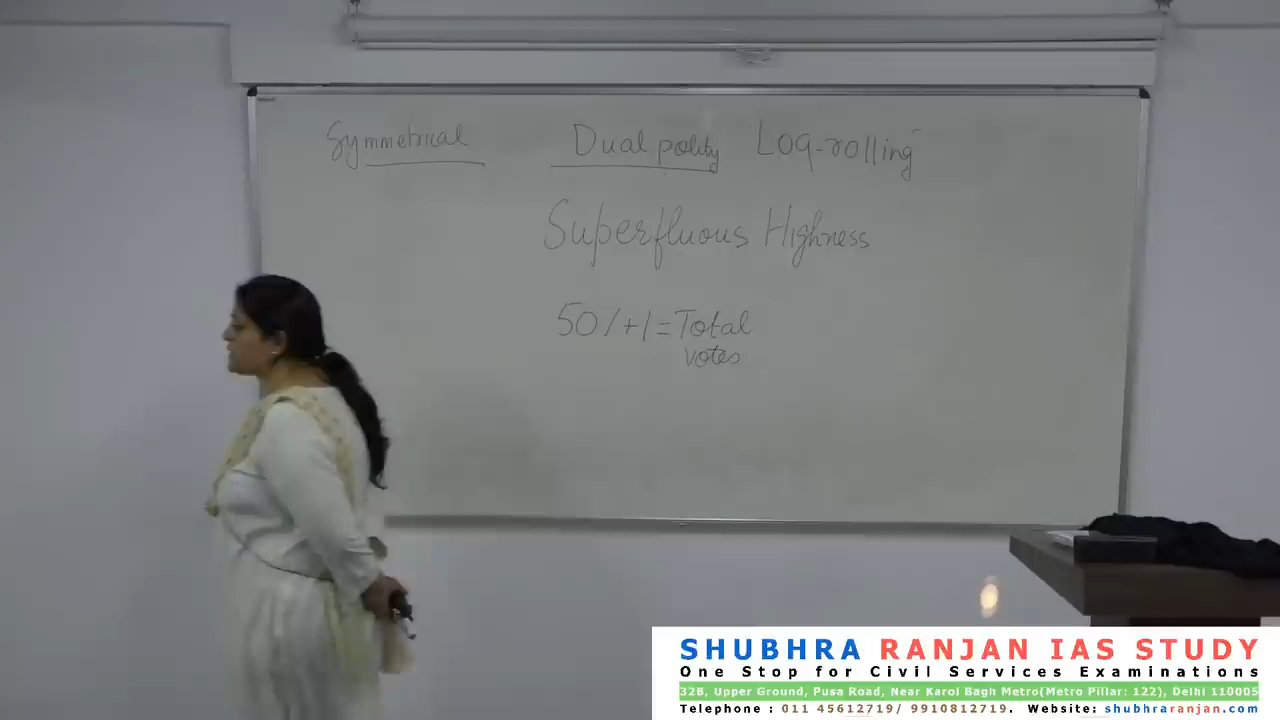 Symmetrical Dual polity Log-rolling
Superfluous Highness
50%+1=Total
votes
SHUBHRA RANJAN IAS STUDY
One Stop for Civil Services Examinations
32B, Upper Ground, Pusa Road, Near Karol Bagh Metro(Metro Pillar: 122), Delhi 110005
Telephone : 011 45612719/ 9910812719. Website: shubhraranjan.com